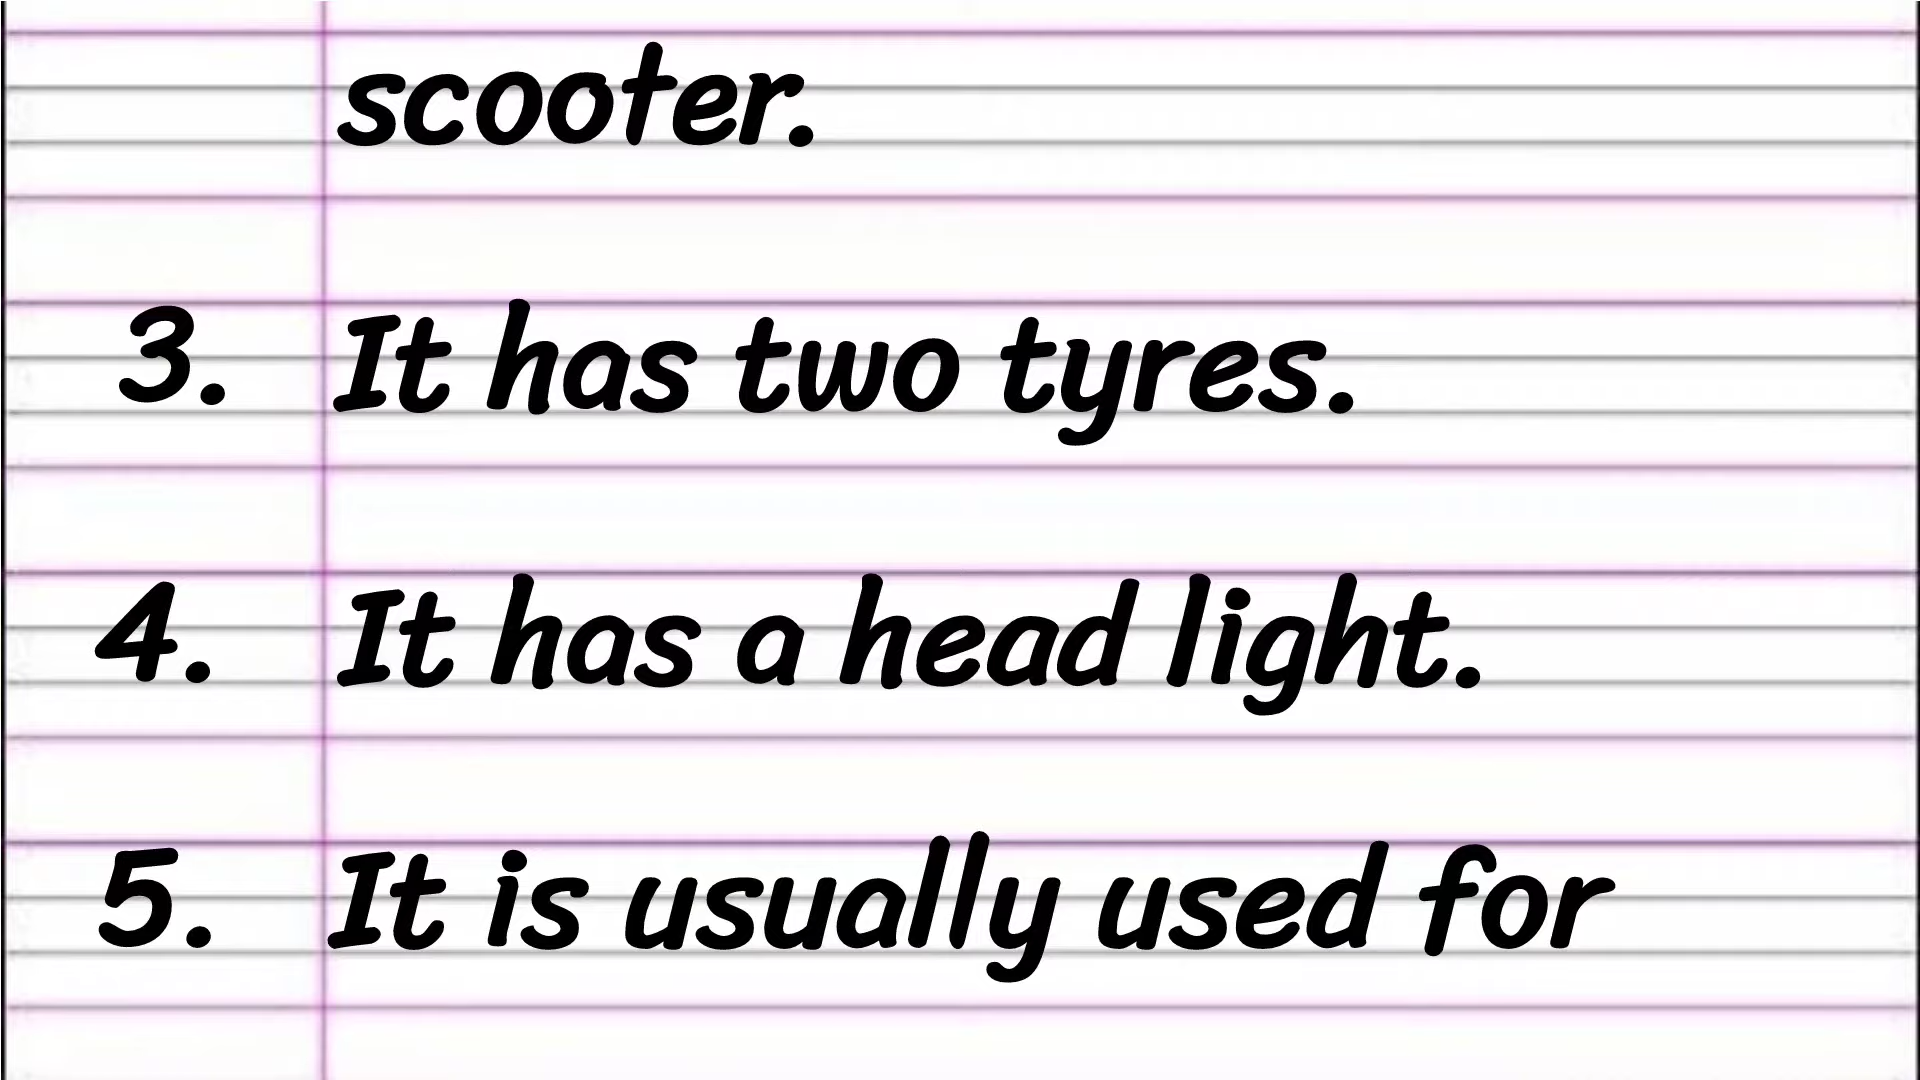 scooter.
3. It has two tyres.
4. It has a head light.
5. It is usually used for